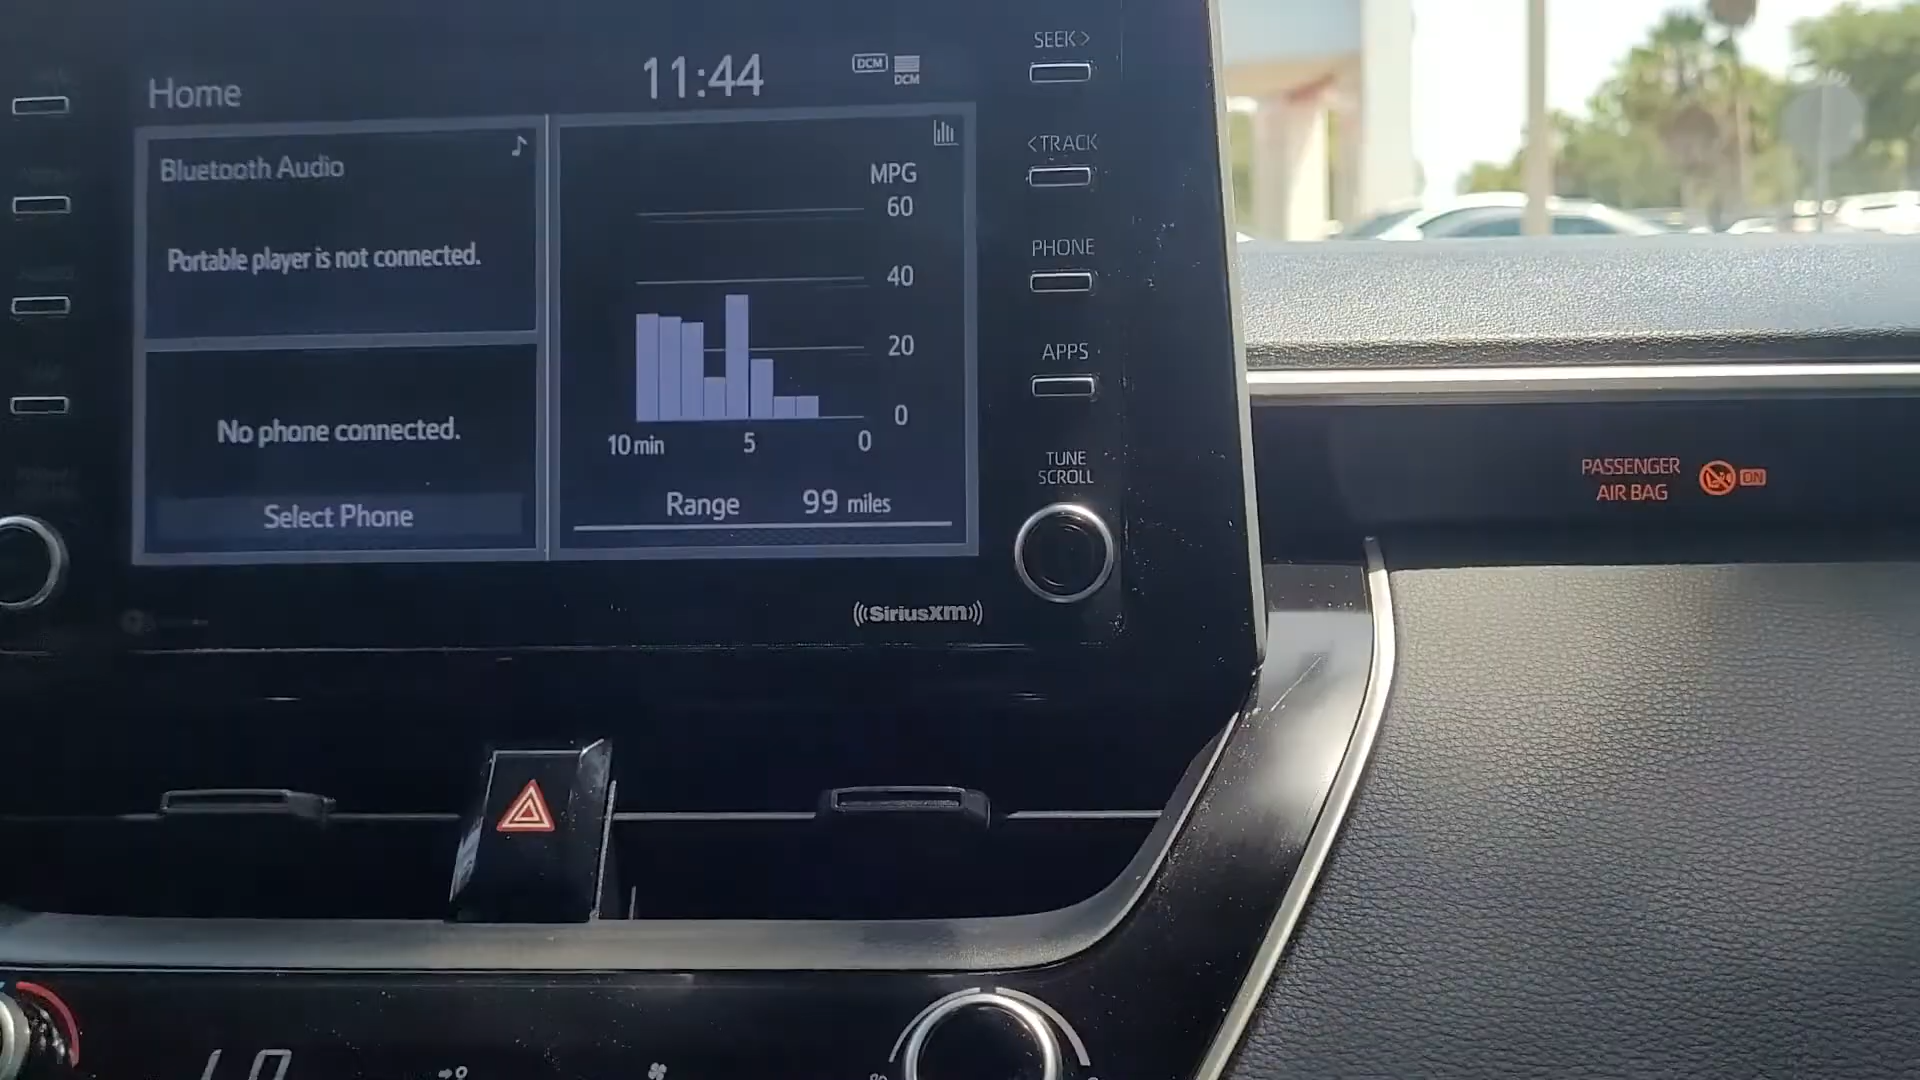 Home
11:44
DCM
DCM
Bluetooth Audio
Portable player is not connected.
No phone connected.
Select Phone
MPG
60
40
20
0
10 min 5 0
Range 99 miles
SEEK>
<TRACK
PHONE
APPS
TUNE
SCROLL
((SiriusXM))
PASSENGER
AIR BAG
ON